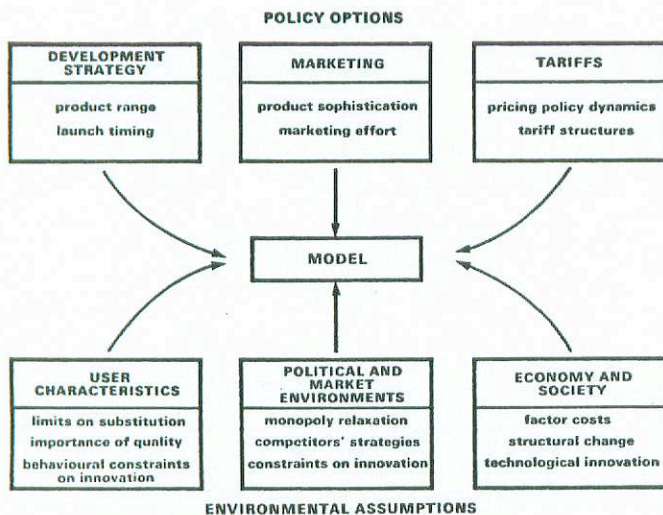 POLICY OPTIONS
DEVELOPMENT
STRATEGY
product range
launch timing
MARKETING
product sophistication
marketing effort
TARIFFS
pricing policy dynamics
tariff structures
MODEL
USER
CHARACTERISTICS
limits on substitution
importance of quality
behavioural constraints
on innovation
POLITICAL AND
MARKET
ENVIRONMENTS
monopoly relaxation
competitors' strategies
constraints on innovation
ECONOMY AND
SOCIETY
factor costs
structural change
technological innovation
ENVIRONMENTAL ASSUMPTIONS